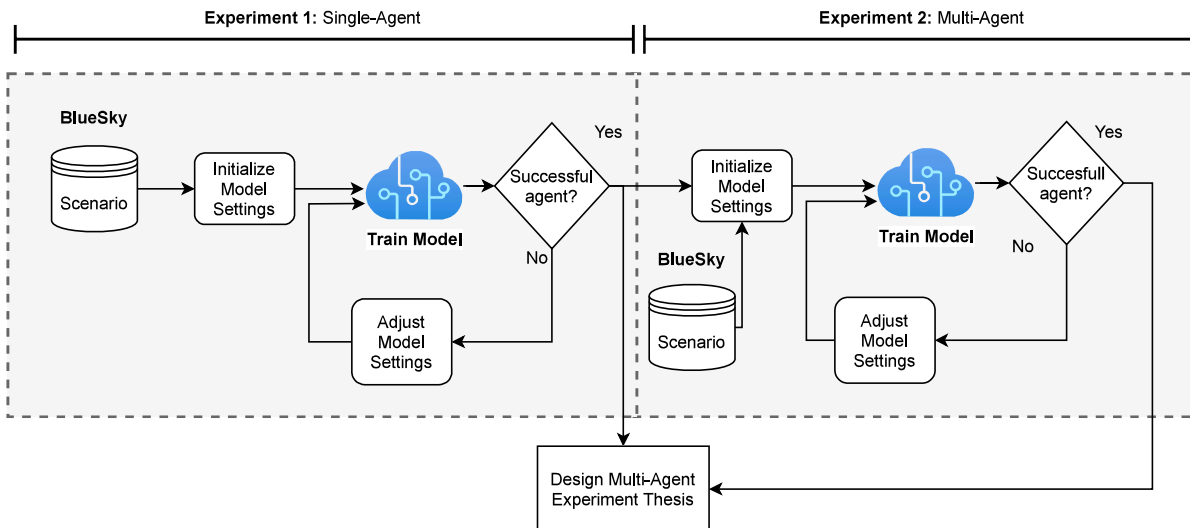 Experiment 1: Single-Agent
Experiment 2: Multi-Agent
BlueSky
Scenario
Initialize
Model
Settings
Train Model
Successful
agent?
Yes
No
Adjust
Model
Settings
Initialize
Model
Settings
BlueSky
Scenario
Train Model
Succesfull
agent?
Yes
No
Adjust
Model
Settings
Design Multi-Agent
Experiment Thesis